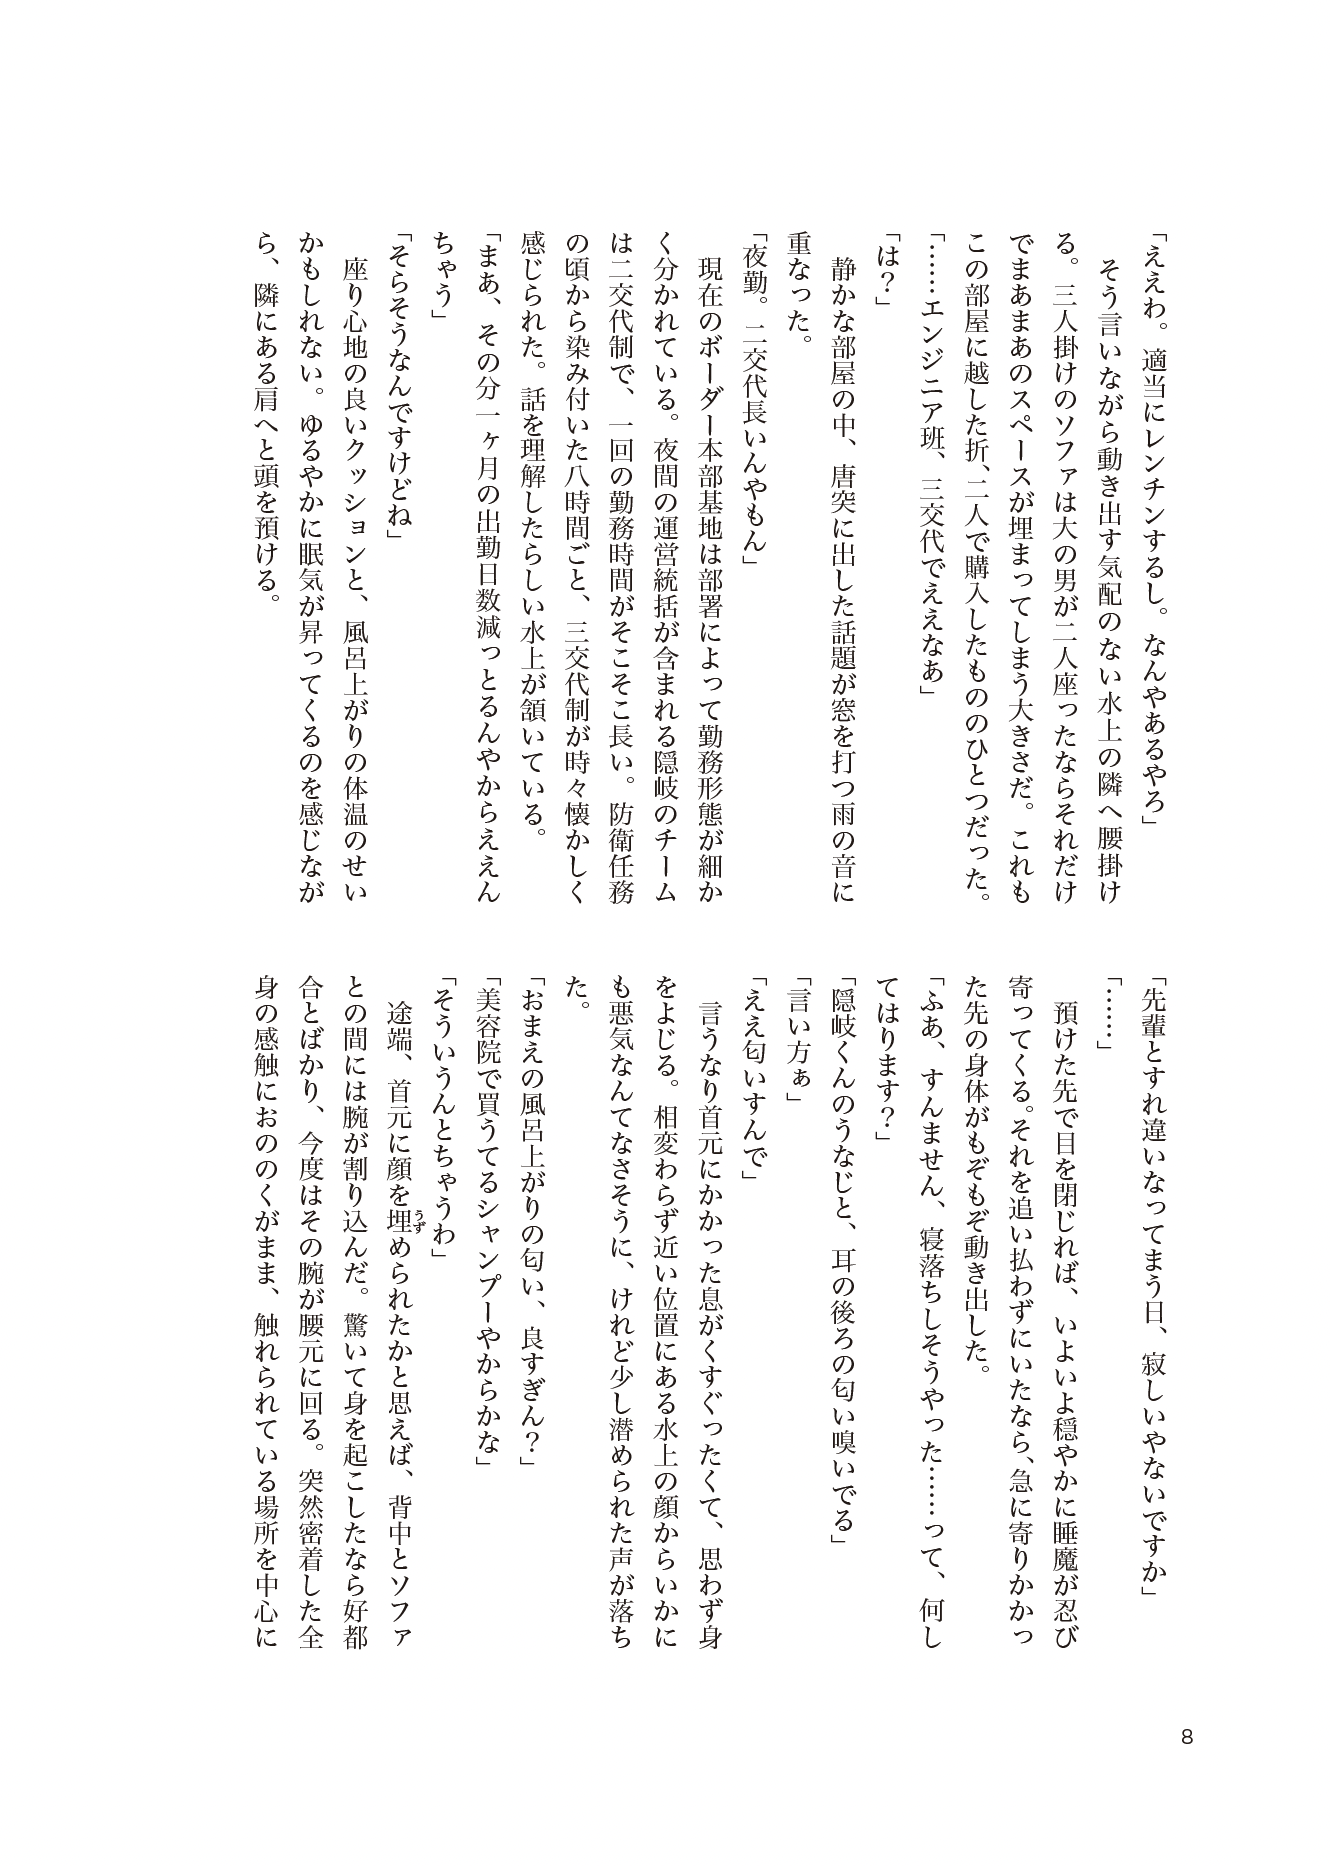 「ええわ。適当にレンチンするし。なんやあるやろ」
　そう言いながら動き出す気配のない水上の隣へ腰掛け
る。三人掛けのソファは大の男が二人座ったならそれだけ
でまあまあのスペースが埋まってしまう大きさだ。これも
この部屋に越した折、二人で購入したもののひとつだった。
「……エンジニア班、三交代でええなあ」
「は？」
　静かな部屋の中、唐突に出した話題が窓を打つ雨の音に
重なった。
「夜勤。二交代長いんやもん」
　現在のボーダー本部基地は部署によって勤務形態が細か
く分かれている。夜間の運営統括が含まれる隠岐のチーム
は二交代制で、一回の勤務時間がそこそこ長い。防衛任務
の頃から染み付いた八時間ごと、三交代制が時々懐かしく
感じられた。話を理解したらしい水上が頷いている。
「まあ、その分一ヶ月の出勤日数減っとるんやからええん
ちゃう」
「そらそうなんですけどね」
　座り心地の良いクッションと、風呂上がりの体温のせい
かもしれない。ゆるやかに眠気が昇ってくるのを感じなが
ら、隣にある肩へと頭を預ける。
「先輩とすれ違いなってまう日、寂しいやないですか」
「……」
　預けた先で目を閉じれば、いよいよ穏やかに睡魔が忍び
寄ってくる。それを追い払わずにいたなら、急に寄りかかっ
た先の身体がもぞもぞ動き出した。
「ふあ、すんません、寝落ちしそうやった……って、何し
てはります？」
「隠岐くんのうなじと、耳の後ろの匂い嗅いでる」
「言い方ぁ」
「ええ匂いすんで」
　言うなり首元にかかった息がくすぐったくて、思わず身
をよじる。相変わらず近い位置にある水上の顔からいかに
も悪気なんてなさそうに、けれど少し潜められた声が落ち
た。
「おまえの風呂上がりの匂い、良すぎん？」
「美容院で買うてるシャンプーやからかな」
「そういうんとちゃうわ」
　途端、首元に顔を埋められたかと思えば、背中とソファ
との間には腕が割り込んだ。驚いて身を起こしたなら好都
合とばかり、今度はその腕が腰元に回る。突然密着した全
身の感触におののくがまま、触れられている場所を中心に
うず
8